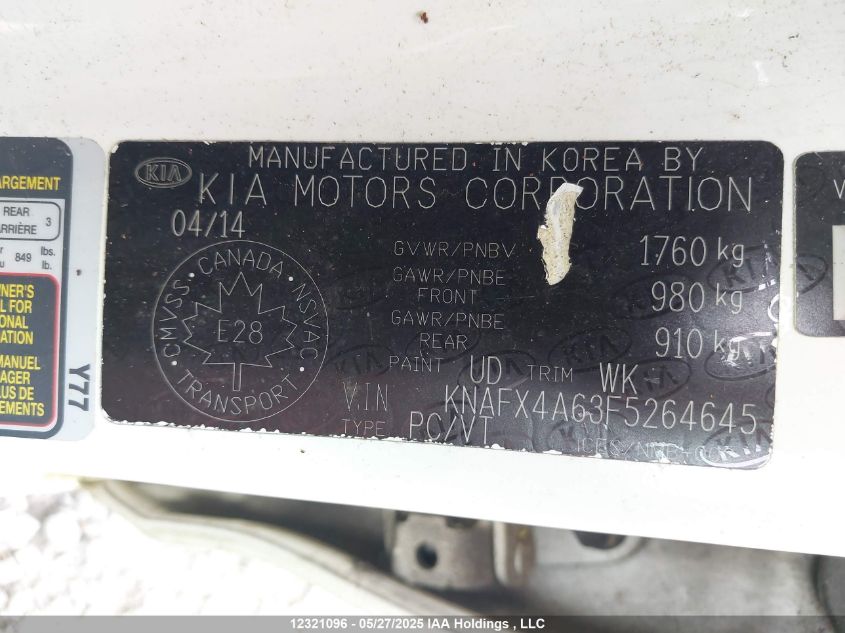 MANUFACTURED IN KOREA BY
KIA
KIA MOTORS CORPORATION
04/14
GVWR/PNBV 1760 kg
GAWR/PNBE FRONT 980 kg
GAWR/PNBE REAR 910 kg
PAINT UD TRIM WK
VIN KNAFX4A63F5264645
TYPE PC/VT
CMVSS · CANADA · NSVAC
E28
TRANSPORT
ARGEMENT
REAR
ARRIÈRE 3
849 lbs. lb.
WNER'S
L FOR
ONAL
ATION
MANUEL
AGER
LUS DE
EMENTS
Y77
12321096 - 05/27/2025 IAA Holdings , LLC